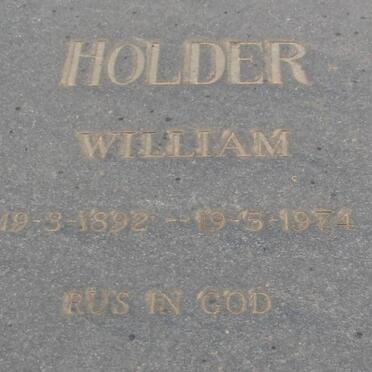 HOLDER
WILLIAM
19-3-1892 -- 19-5-1974
RUS IN GOD